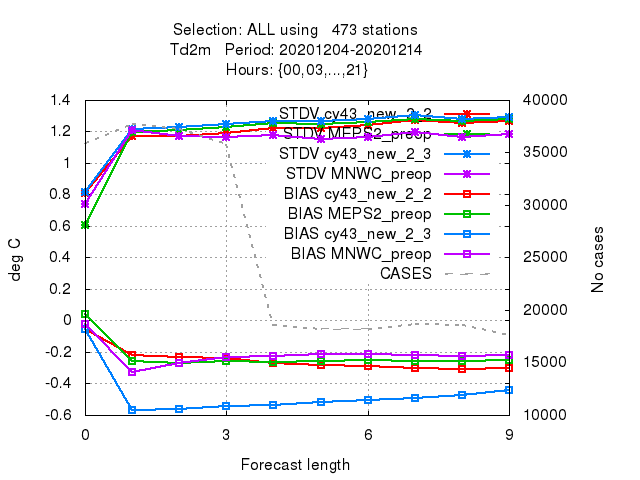 Selection: ALL using 473 stations
Td2m Period: 20201204-20201214
Hours: {00,03,...,21}
1.4
1.2
1
0.8
0.6
0.4
0.2
0
-0.2
-0.4
-0.6
deg C
STDV cy43_new_2_2
STDV MEPS2_preop
STDV cy43_new_2_3
STDV MNWC_preop
BIAS cy43_new_2_2
BIAS MEPS2_preop
BIAS cy43_new_2_3
BIAS MNWC_preop
CASES
40000
35000
30000
25000
20000
15000
10000
No cases
0 3 6 9
Forecast length